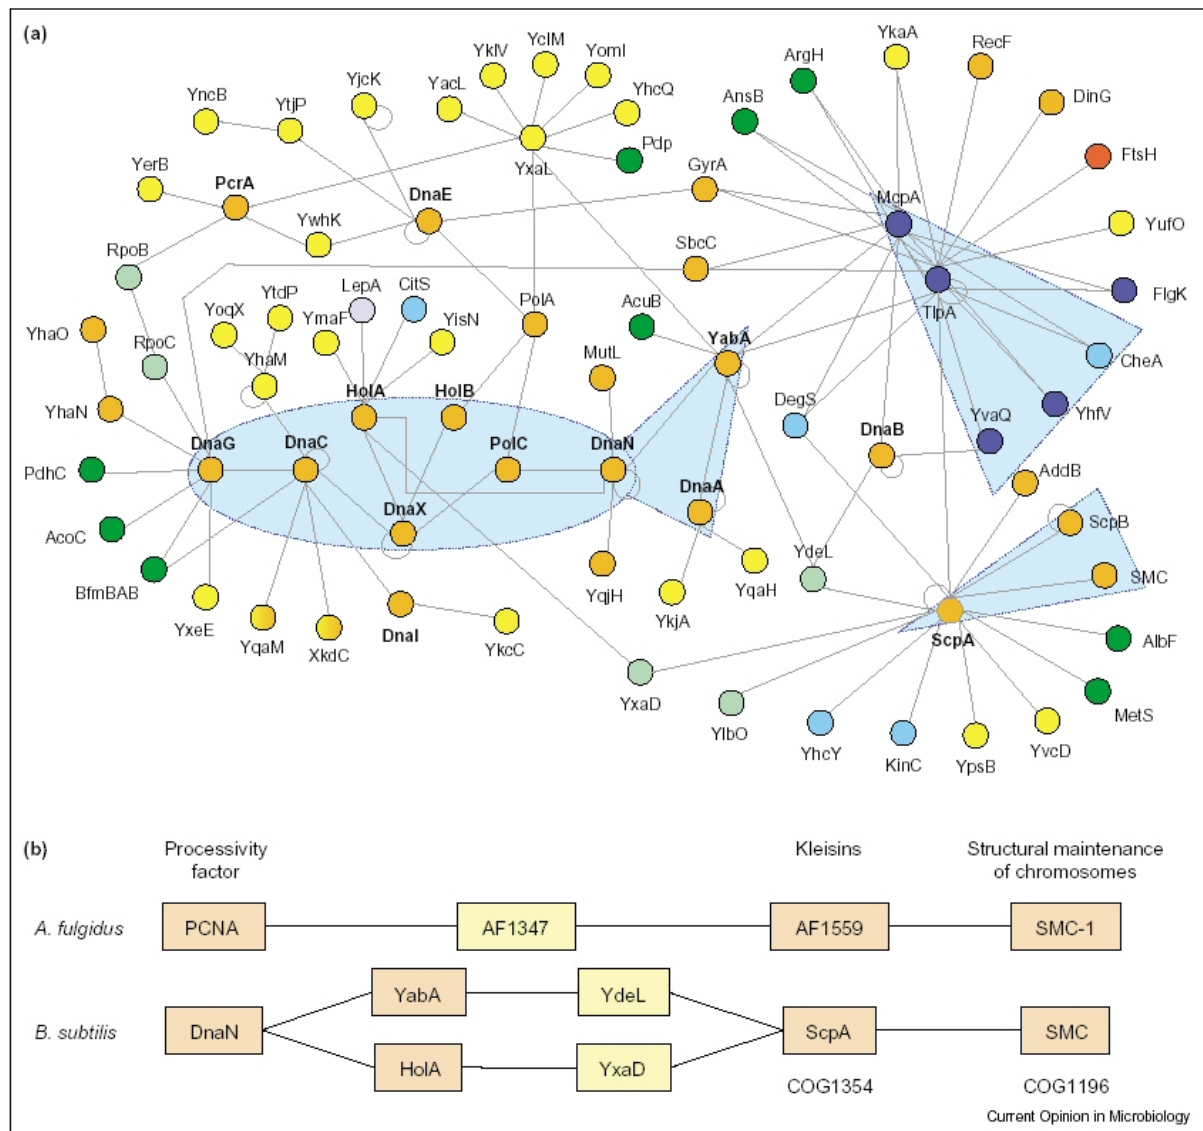 (a)
YkaA
RecF
YclM
YklV
YomI
ArgH
YjcK
YacL
YhcQ
AnsB
DinG
YncB
YtjP
Pdp
FtsH
YxaL
GyrA
YerB
PcrA
DnaE
McpA
YufO
YwhK
SbcC
RpoB
LepA
CitS
PolA
AcuB
TlpA
FlgK
YtdP
YoqX
YmaF
YisN
YhaO
RpoC
YhaM
MutL
YabA
CheA
HolA
HolB
DegS
YhfV
YhaN
YvaQ
DnaB
DnaG
DnaC
PolC
DnaN
PdhC
AddB
DnaA
DnaX
ScpB
AcoC
YdeL
YqaH
SMC
BfmBAB
YqjH
YxeE
YkjA
YqaM
XkdC
DnaI
YkcC
ScpA
AlbF
YxaD
MetS
YlbO
YhcY
KinC
YpsB
YvcD
(b)
Processivity
factor
Kleisins
Structural maintenance
of chromosomes
A. fulgidus
PCNA
AF1347
AF1559
SMC-1
YabA
YdeL
B. subtilis
DnaN
ScpA
SMC
HolA
YxaD
COG1354
COG1196
Current Opinion in Microbiology